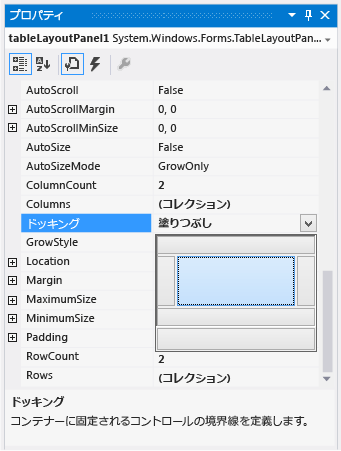 プロパティ
tableLayoutPanel1 System.Windows.Forms.TableLayoutPan...
AutoScroll False
AutoScrollMargin 0, 0
AutoScrollMinSize 0, 0
AutoSize False
AutoSizeMode GrowOnly
ColumnCount 2
Columns (コレクション)
ドッキング 塗りつぶし
GrowStyle
Location
Margin
MaximumSize
MinimumSize
Padding
RowCount 2
Rows (コレクション)
ドッキング
コンテナーに固定されるコントロールの境界線を定義します。